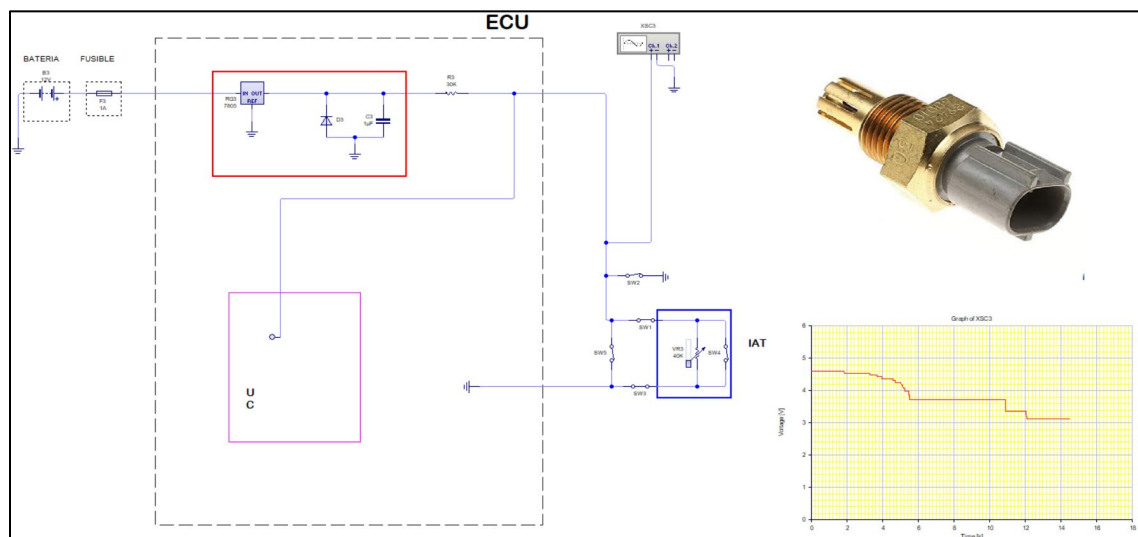 ECU
BATERIA
FUSIBLE
B3
12V
F3
1A
IN OUT
REF
RG3
7805
D3
C3
1µF
R3
30K
XSC3
Ch.1 Ch.2
SW2
SW1
SW5
VR3
40K
SW4
SW3
IAT
U
C
Graph of XSC3
Voltage [V]
6
5
4
3
2
1
0
0 2 4 6 8 10 12 14 16 18
Time [s]